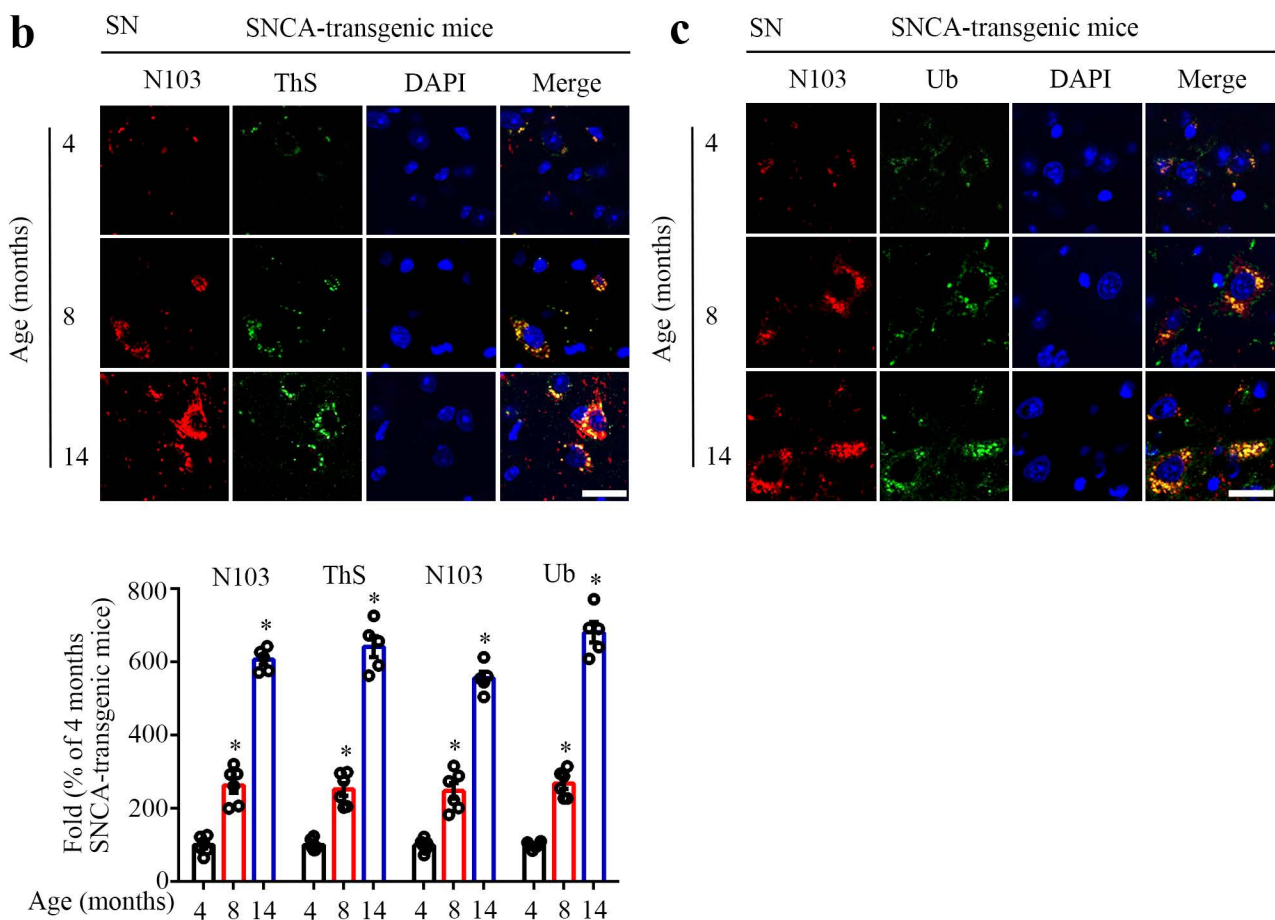 b
SN SNCA-transgenic mice
N103 ThS DAPI Merge
Age (months)
4
8
14
c
SN SNCA-transgenic mice
N103 Ub DAPI Merge
Age (months)
4
8
14
Fold (% of 4 months
SNCA-transgenic mice)
800
600
400
200
0
N103 ThS N103 Ub
* * * *
* * * *
Age (months) 4 8 14 4 8 14 4 8 14 4 8 14